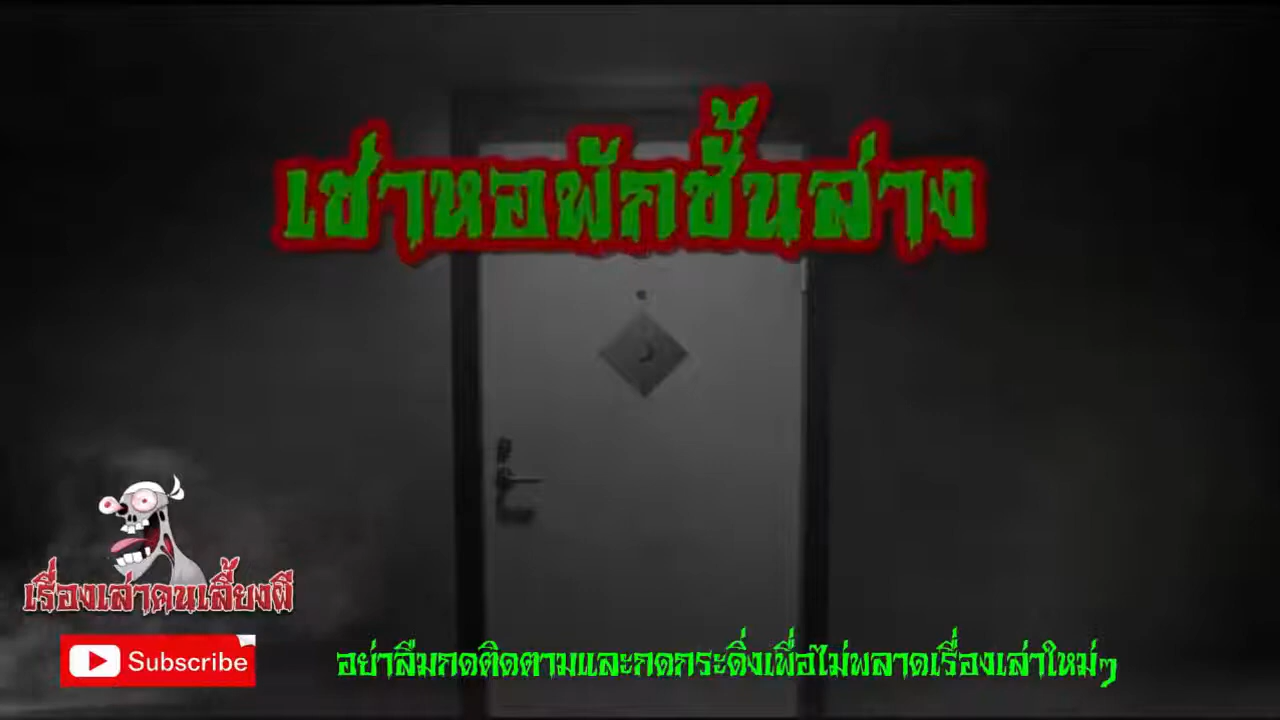 เช่าหอพักชั้นล่าง
เรื่องเล่าคนเลี้ยงผี
Subscribe
อย่าลืมกดติดตามและกดกระดิ่งเพื่อไม่พลาดเรื่องเล่าใหม่ๆ